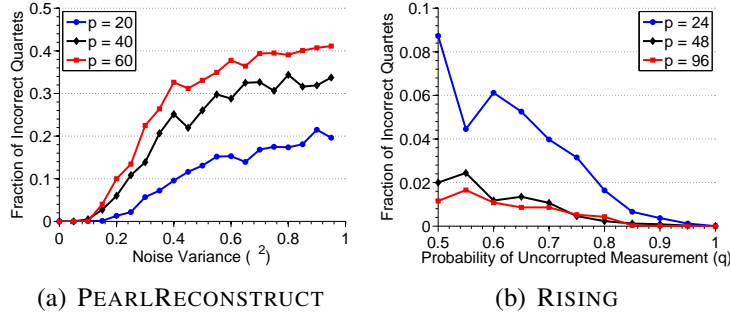 Fraction of Incorrect Quartets
0.5
0.4
0.3
0.2
0.1
0
p = 20
p = 40
p = 60
0 0.2 0.4 0.6 0.8 1
Noise Variance ( ²)
(a) PEARLRECONSTRUCT
Fraction of Incorrect Quartets
0.1
0.08
0.06
0.04
0.02
0
p = 24
p = 48
p = 96
0.5 0.6 0.7 0.8 0.9 1
Probability of Uncorrupted Measurement (q)
(b) RISING